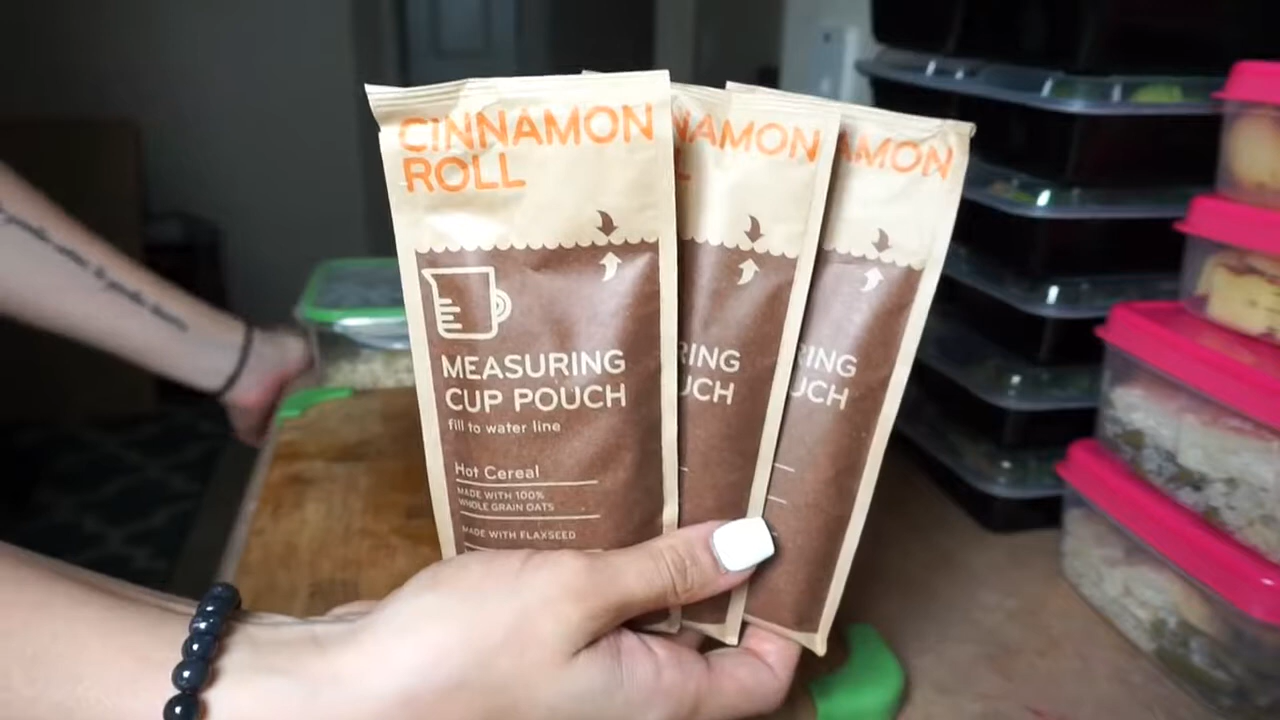 CINNAMON
ROLL
MEASURING
CUP POUCH
fill to water line
Hot Cereal
MADE WITH 100%
WHOLE GRAIN OATS
MADE WITH FLAXSEED
NAMON
L
RING
UCH
AMON
RING
UCH